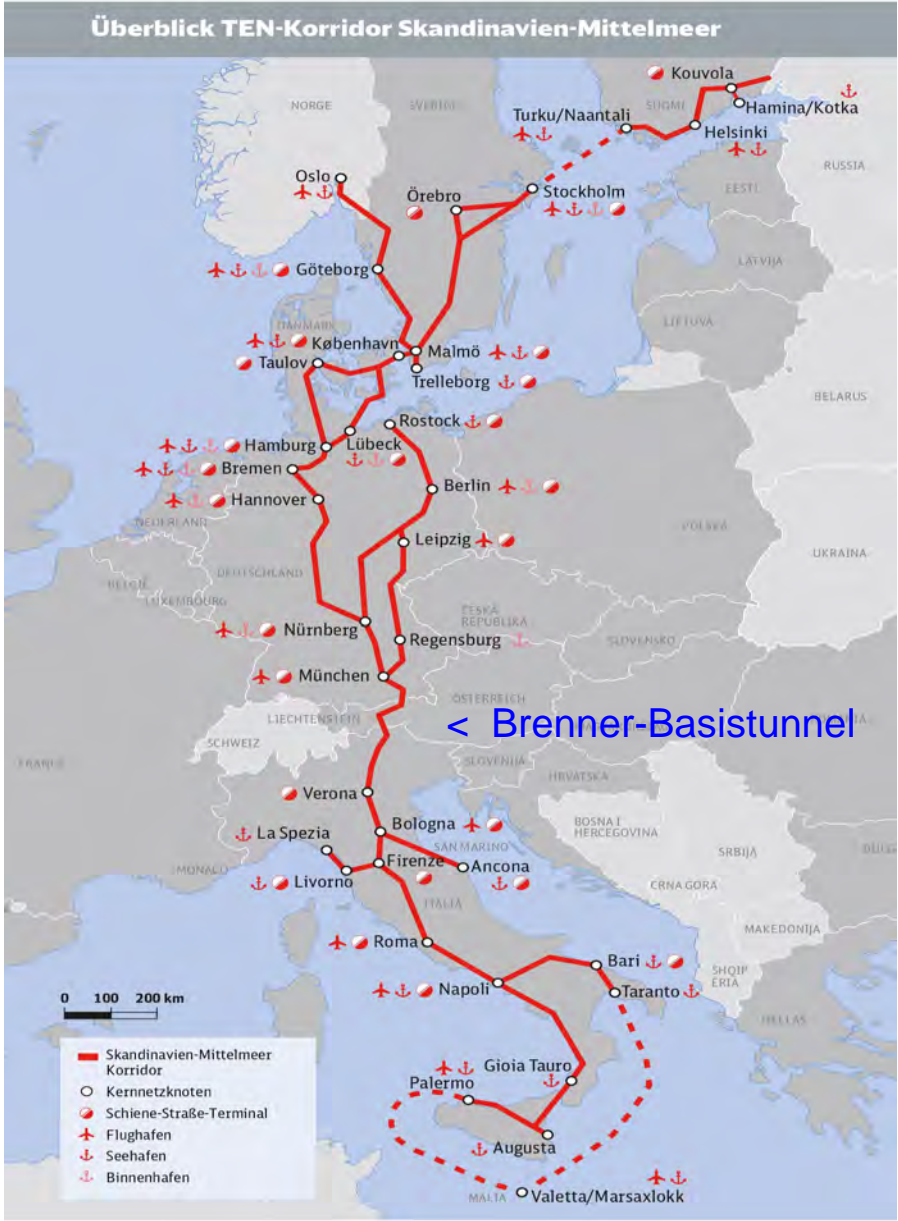 Überblick TEN-Korridor Skandinavien-Mittelmeer
NORGE
SVERIGE
SUOMI
Kouvola
Hamina/Kotka
Turku/Naantali
Helsinki
RUSSIA
EESTI
Oslo
Örebro
Stockholm
LATVIJA
Göteborg
LIETUVA
DANMARK
København
Malmö
Taulov
Trelleborg
BELARUS
Rostock
Hamburg
Lübeck
Bremen
Berlin
Hannover
NEDERLAND
POLSKA
Leipzig
UKRAINA
DEUTSCHLAND
BELGIË
LUXEMBOURG
ČESKÁ
REPUBLIKA
Nürnberg
Regensburg
SLOVENSKO
München
ÖSTERREICH
LIECHTENSTEIN
< Brenner-Basistunnel
SCHWEIZ
SLOVENIJA
FRANCE
HRVATSKA
Verona
Bologna
BOSNA I
HERCEGOVINA
La Spezia
SAN MARINO
SRBIJA
MONACO
Firenze
Ancona
Livorno
CRNA GORA
ITALIA
MAKEDONIJA
Roma
Bari
SHQIP
ËRIA
Napoli
Taranto
HELLAS
0 100 200 km
Skandinavien-Mittelmeer
Korridor
Kernnetzknoten
Schiene-Straße-Terminal
Flughafen
Seehafen
Binnenhafen
Gioia Tauro
Palermo
Augusta
MALTA
Valetta/Marsaxlokk